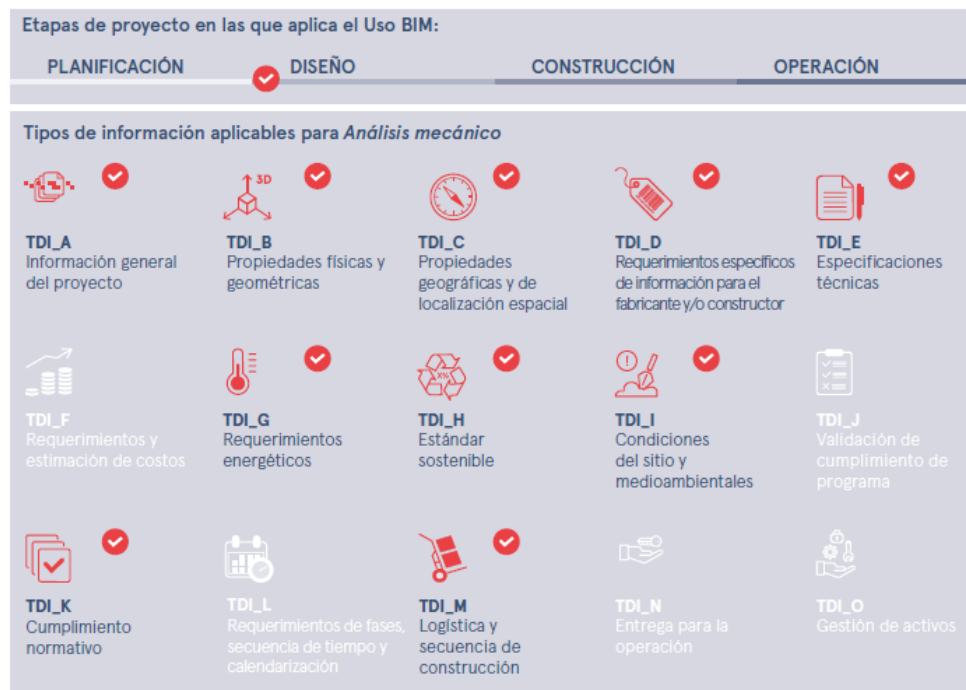 Etapas de proyecto en las que aplica el Uso BIM:
PLANIFICACIÓN DISEÑO CONSTRUCCIÓN OPERACIÓN
Tipos de información aplicables para Análisis mecánico
3D
TDI_A
Información general
del proyecto
TDI_B
Propiedades físicas y
geométricas
TDI_C
Propiedades
geográficas y de
localización espacial
TDI_D
Requerimientos específicos
de información para el
fabricante y/o constructor
TDI_E
Especificaciones
técnicas
TDI_F
Requerimientos y
estimación de costos
TDI_G
Requerimientos
energéticos
X%
TDI_H
Estándar
sostenible
TDI_I
Condiciones
del sitio y
medioambientales
TDI_J
Validación de
cumplimiento de
programa
TDI_K
Cumplimiento
normativo
TDI_L
Requerimientos de fases,
secuencia de tiempo y
calendarización
TDI_M
Logística y
secuencia de
construcción
TDI_N
Entrega para la
operación
TDI_O
Gestión de activos